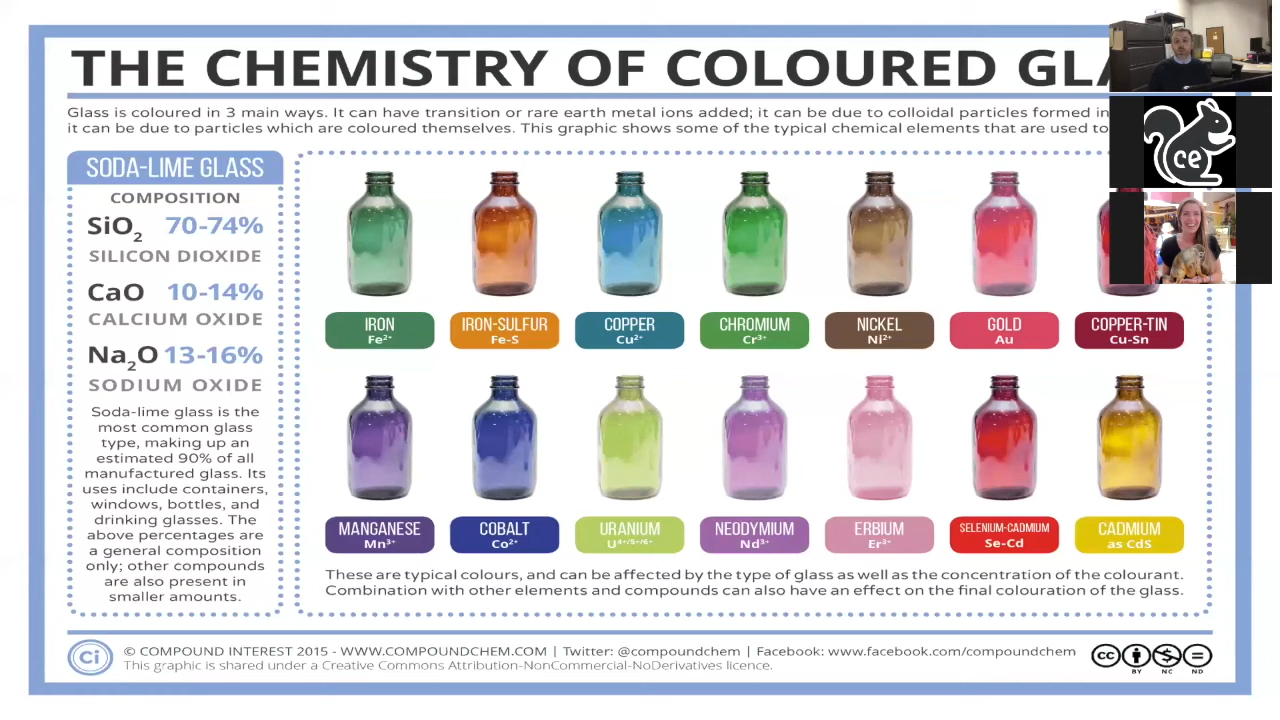 THE CHEMISTRY OF COLOURED
Glass is coloured in 3 main ways. It can have transition or rare earth metal ions added; it can be due to colloidal particles formed in
it can be due to particles which are coloured themselves. This graphic shows some of the typical chemical elements that are used to
ce
SODA-LIME GLASS
COMPOSITION
SiO2 70-74%
SILICON DIOXIDE
CaO 10-14%
CALCIUM OXIDE
Na2O 13-16%
SODIUM OXIDE
Soda-lime glass is the
most common glass
type, making up an
estimated 90% of all
manufactured glass. Its
uses include containers,
windows, bottles, and
drinking glasses. The
above percentages are
a general composition
only; other compounds
are also present in
smaller amounts.
IRON
Fe²⁺
IRON-SULFUR
Fe-S
COPPER
Cu²⁺
CHROMIUM
Cr³⁺
NICKEL
Ni²⁺
GOLD
Au
COPPER-TIN
Cu-Sn
MANGANESE
Mn³⁺
COBALT
Co²⁺
URANIUM
U⁴⁺/⁵⁺/⁶⁺
NEODYMIUM
Nd³⁺
ERBIUM
Er³⁺
SELENIUM-CADMIUM
Se-Cd
CADMIUM
as CdS
These are typical colours, and can be affected by the type of glass as well as the concentration of the colourant.
Combination with other elements and compounds can also have an effect on the final colouration of the glass.
Ci
© COMPOUND INTEREST 2015 - WWW.COMPOUNDCHEM.COM | Twitter: @compoundchem | Facebook: www.facebook.com/compoundchem
This graphic is shared under a Creative Commons Attribution-NonCommercial-NoDerivatives licence.
cc
BY NC ND